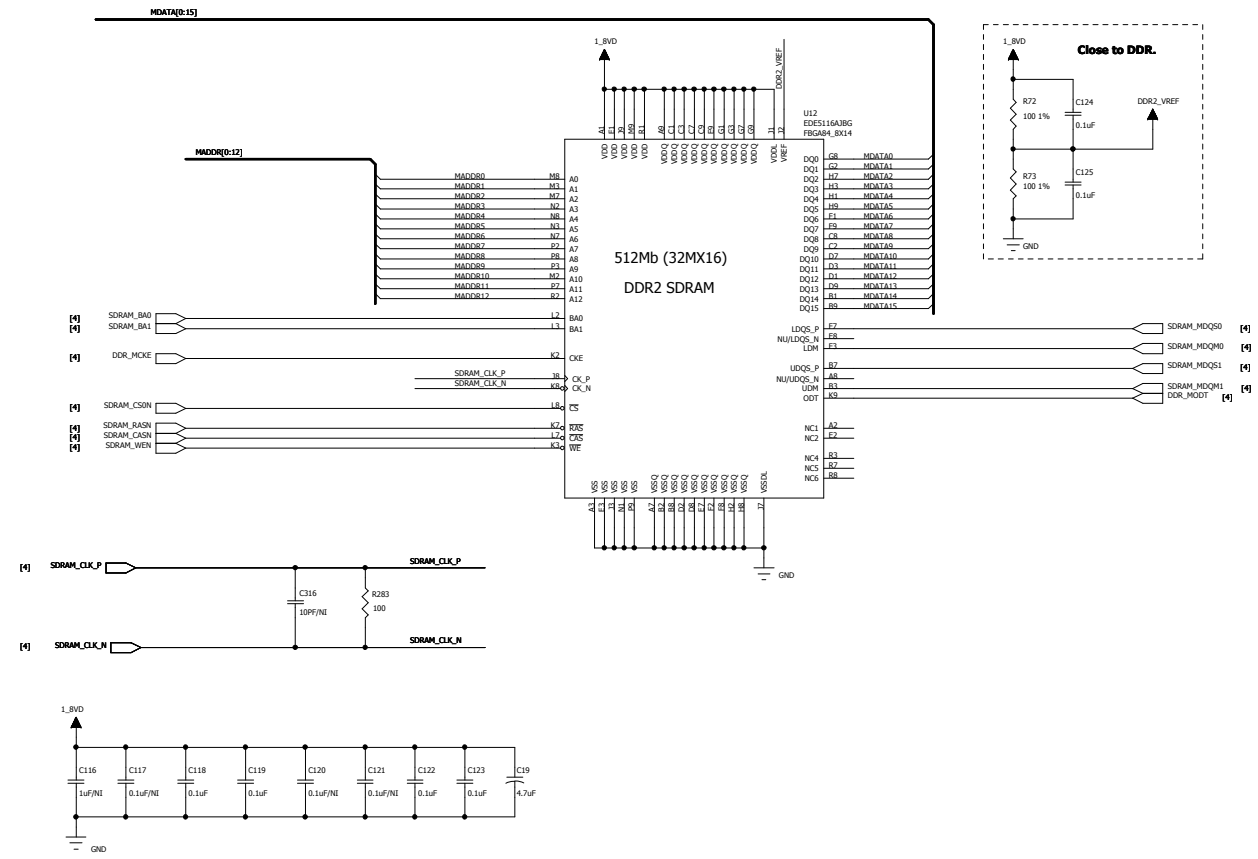 MDATA[0:15]
1_8VD
DDR2_VREF
U12
EDE5116AJBG
FBGA84_8X14
A1 E1 J9 M9 R1 A9 C1 C3 C7 C9 E9 G1 G3 G7 G9 J1 J2
VDD VDD VDD VDD VDD VDDQ VDDQ VDDQ VDDQ VDDQ VDDQ VDDQ VDDQ VDDQ VDDQ VDDL VREF
1_8VD
Close to DDR.
R72
100 1%
C124
0.1uF
DDR2_VREF
R73
100 1%
C125
0.1uF
GND
MADDR[0:12]
MADDR0 M8 A0
MADDR1 M3 A1
MADDR2 M7 A2
MADDR3 N2 A3
MADDR4 N8 A4
MADDR5 N3 A5
MADDR6 N7 A6
MADDR7 P2 A7
MADDR8 P8 A8
MADDR9 P3 A9
MADDR10 M2 A10
MADDR11 P7 A11
MADDR12 R2 A12
512Mb (32MX16)
DDR2 SDRAM
DQ0 G8 MDATA0
DQ1 G2 MDATA1
DQ2 H7 MDATA2
DQ3 H3 MDATA3
DQ4 H1 MDATA4
DQ5 H9 MDATA5
DQ6 F1 MDATA6
DQ7 F9 MDATA7
DQ8 C8 MDATA8
DQ9 C2 MDATA9
DQ10 D7 MDATA10
DQ11 D3 MDATA11
DQ12 D1 MDATA12
DQ13 D9 MDATA13
DQ14 B1 MDATA14
DQ15 B9 MDATA15
[4] SDRAM_BA0 L2 BA0
[4] SDRAM_BA1 L3 BA1
[4] DDR_MCKE K2 CKE
SDRAM_CLK_P J8 CK_P
SDRAM_CLK_N K8 CK_N
[4] SDRAM_CS0N L8 CS
[4] SDRAM_RASN K7 RAS
[4] SDRAM_CASN L7 CAS
[4] SDRAM_WEN K3 WE
LDQS_P F7 SDRAM_MDQS0 [4]
NU/LDQS_N E8
LDM F3 SDRAM_MDQM0 [4]
UDQS_P B7 SDRAM_MDQS1 [4]
NU/UDQS_N A8
UDM B3 SDRAM_MDQM1 [4]
ODT K9 DDR_MODT [4]
NC1 A2
NC2 E2
NC4 R3
NC5 R7
NC6 R8
VSS VSS VSS VSS VSS VSSQ VSSQ VSSQ VSSQ VSSQ VSSQ VSSQ VSSQ VSSQ VSSQ VSSDL
A3 E3 J3 N1 P9 A7 B2 B8 D2 D8 E7 F2 F8 H2 H8 J7
GND
[4] SDRAM_CLK_P SDRAM_CLK_P
C316
10PF/NI
R283
100
[4] SDRAM_CLK_N SDRAM_CLK_N
1_8VD
C116 C117 C118 C119 C120 C121 C122 C123 C19
1uF/NI 0.1uF/NI 0.1uF 0.1uF 0.1uF/NI 0.1uF/NI 0.1uF 0.1uF 4.7uF
GND